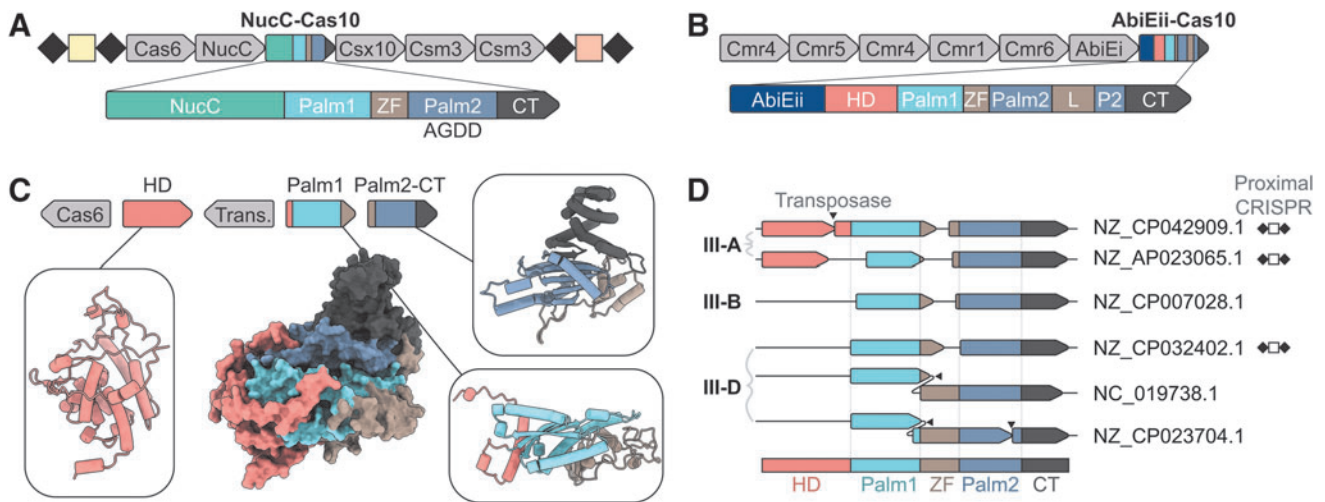 A
NucC-Cas10
Cas6 NucC Csx10 Csm3 Csm3
NucC Palm1 ZF Palm2 CT
AGDD
B
AbiEii-Cas10
Cmr4 Cmr5 Cmr4 Cmr1 Cmr6 AbiEi
AbiEii HD Palm1 ZF Palm2 L P2 CT
C
HD Palm1 Palm2-CT
Cas6 Trans.
D
Transposase
Proximal
CRISPR
III-A
NZ_CP042909.1
NZ_AP023065.1
III-B
NZ_CP007028.1
III-D
NZ_CP032402.1
NC_019738.1
NZ_CP023704.1
HD Palm1 ZF Palm2 CT